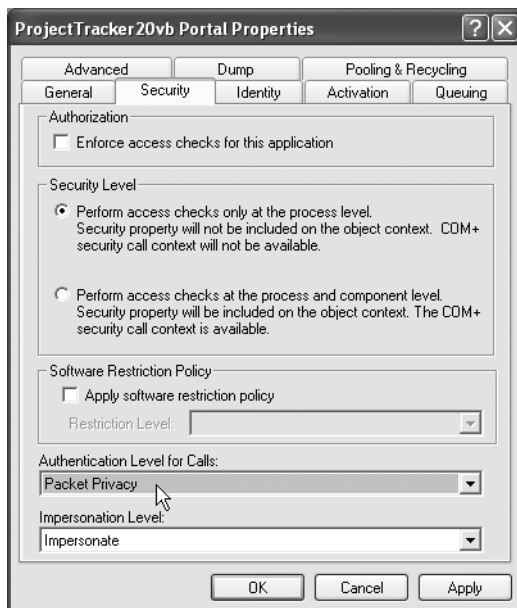 ProjectTracker20vb Portal Properties
Advanced Dump Pooling & Recycling
General Security Identity Activation Queuing
Authorization
Enforce access checks for this application
Security Level
Perform access checks only at the process level.
Security property will not be included on the object context. COM+
security call context will not be available.
Perform access checks at the process and component level.
Security property will be included on the object context. The COM+
security call context is available.
Software Restriction Policy
Apply software restriction policy
Restriction Level:
Authentication Level for Calls:
Packet Privacy
Impersonation Level:
Impersonate
OK Cancel Apply